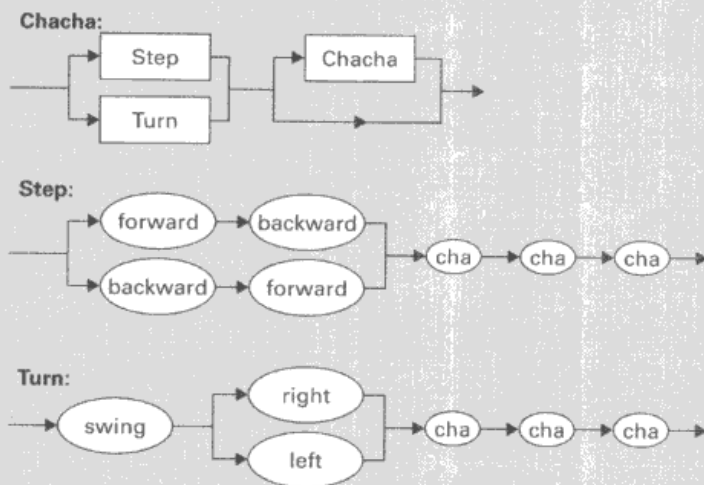 Chacha:
Step
Chacha
Turn
Step:
forward backward
cha cha cha
backward forward
Turn:
right
swing cha cha cha
left